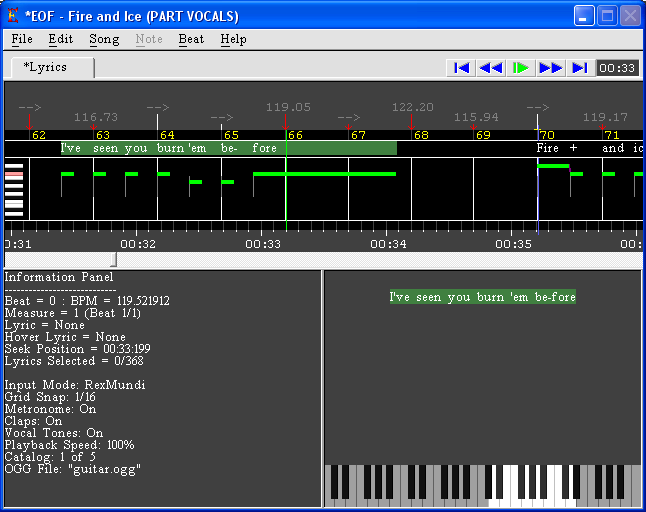 *EOF - Fire and Ice (PART VOCALS)
File Edit Song Note Beat Help
*Lyrics
00:33
--> --> --> 122.20 -->
116.73 --> 119.05 --> 115.94 119.17
62 63 64 65 66 67 68 69 70 71
I've seen you burn 'em be- fore Fire + and ic
0:31 00:32 00:33 00:34 00:35 00:
Information Panel
----------------------------
Beat = 0 : BPM = 119.521912
Measure = 1 (Beat 1/1)
Lyric = None
Hover Lyric = None
Seek Position = 00:33:199
Lyrics Selected = 0/368
Input Mode: RexMundi
Grid Snap: 1/16
Metronome: On
Claps: On
Vocal Tones: On
Playback Speed: 100%
Catalog: 1 of 5
OGG File: "guitar.ogg"
I've seen you burn 'em be-fore